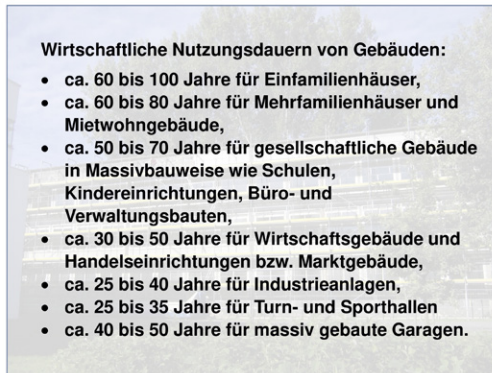 Wirtschaftliche Nutzungsdauern von Gebäuden:
• ca. 60 bis 100 Jahre für Einfamilienhäuser,
• ca. 60 bis 80 Jahre für Mehrfamilienhäuser und
Mietwohngebäude,
• ca. 50 bis 70 Jahre für gesellschaftliche Gebäude
in Massivbauweise wie Schulen,
Kindereinrichtungen, Büro- und
Verwaltungsbauten,
• ca. 30 bis 50 Jahre für Wirtschaftsgebäude und
Handelseinrichtungen bzw. Marktgebäude,
• ca. 25 bis 40 Jahre für Industrieanlagen,
• ca. 25 bis 35 Jahre für Turn- und Sporthallen
• ca. 40 bis 50 Jahre für massiv gebaute Garagen.